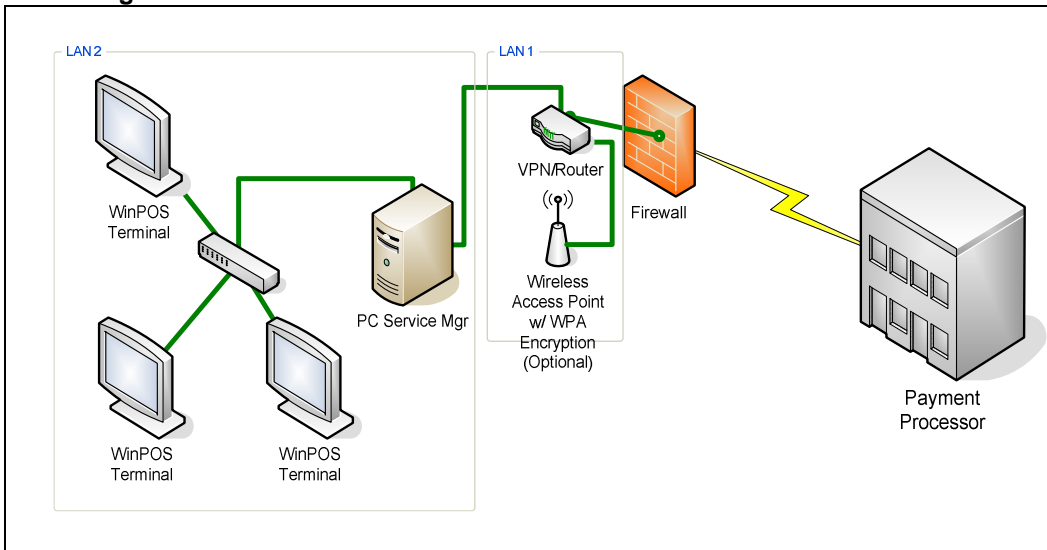 LAN 2
LAN 1
WinPOS
Terminal
PC Service Mgr
VPN/Router
Wireless
Access Point
w/ WPA
Encryption
(Optional)
Firewall
Payment
Processor
WinPOS
Terminal
WinPOS
Terminal